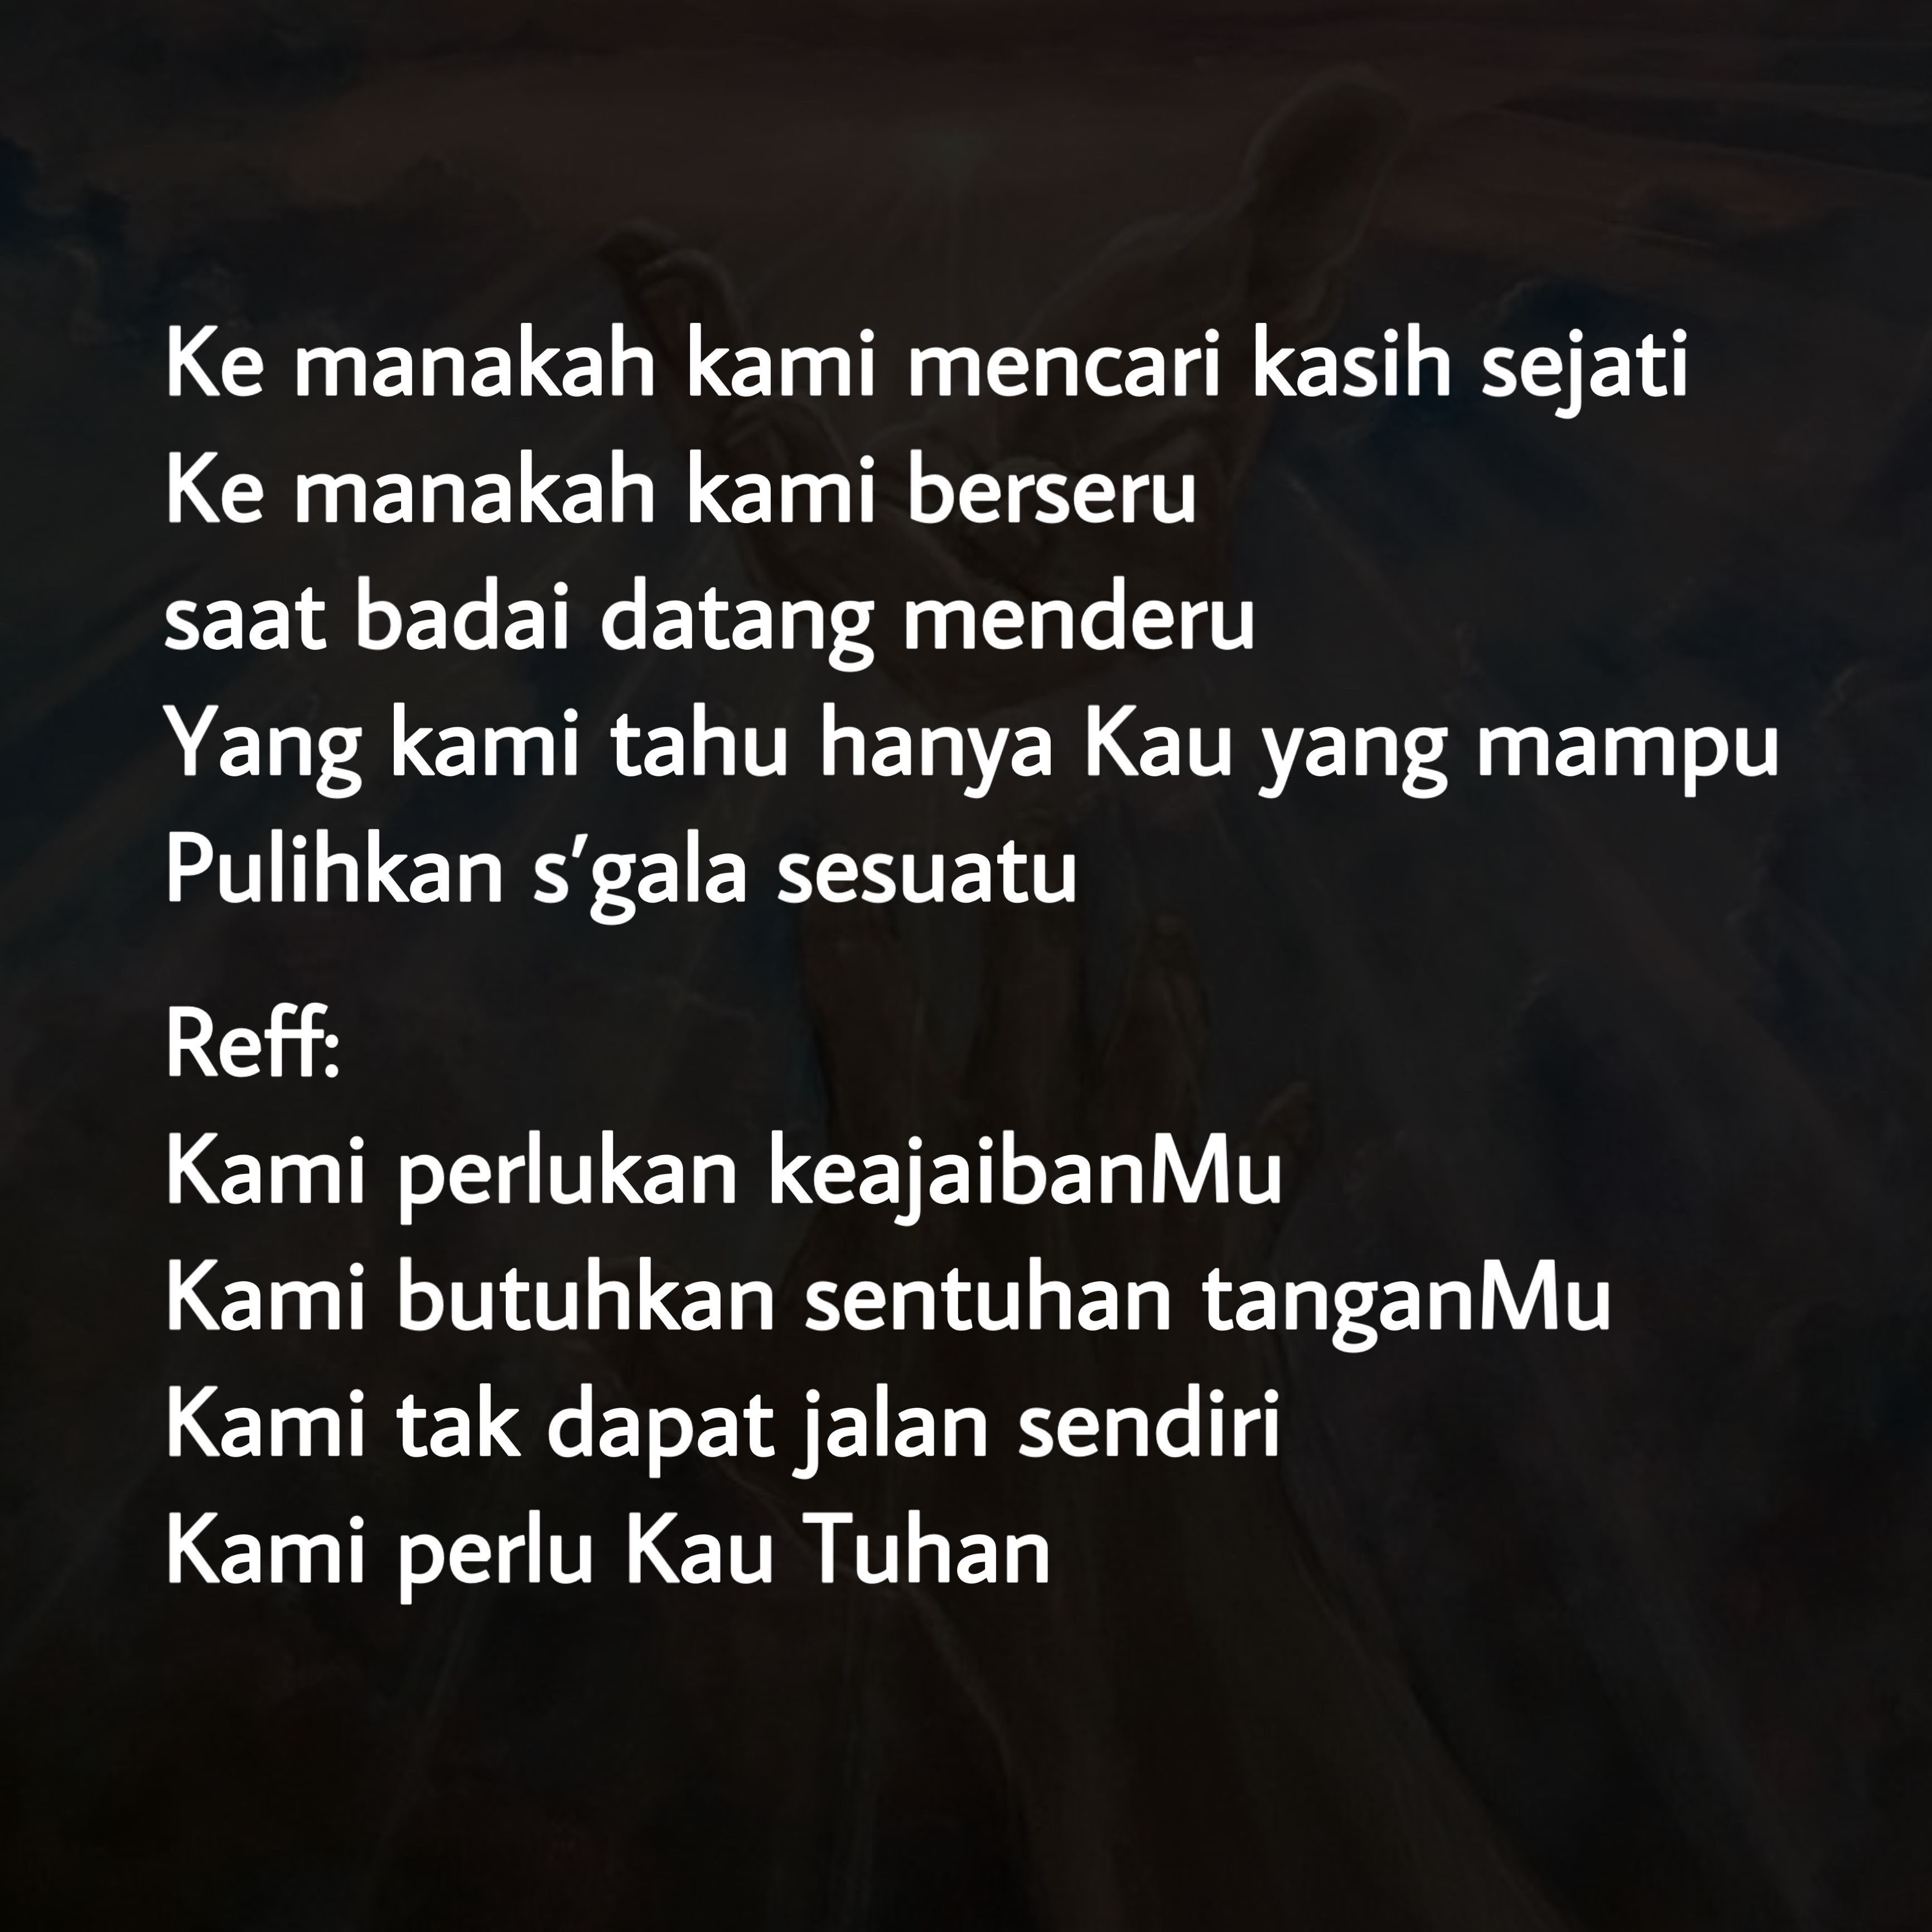 Ke manakah kami mencari kasih sejati
Ke manakah kami berseru
saat badai datang menderu
Yang kami tahu hanya Kau yang mampu
Pulihkan s'gala sesuatu
Reff:
Kami perlukan keajaibanMu
Kami butuhkan sentuhan tanganMu
Kami tak dapat jalan sendiri
Kami perlu Kau Tuhan